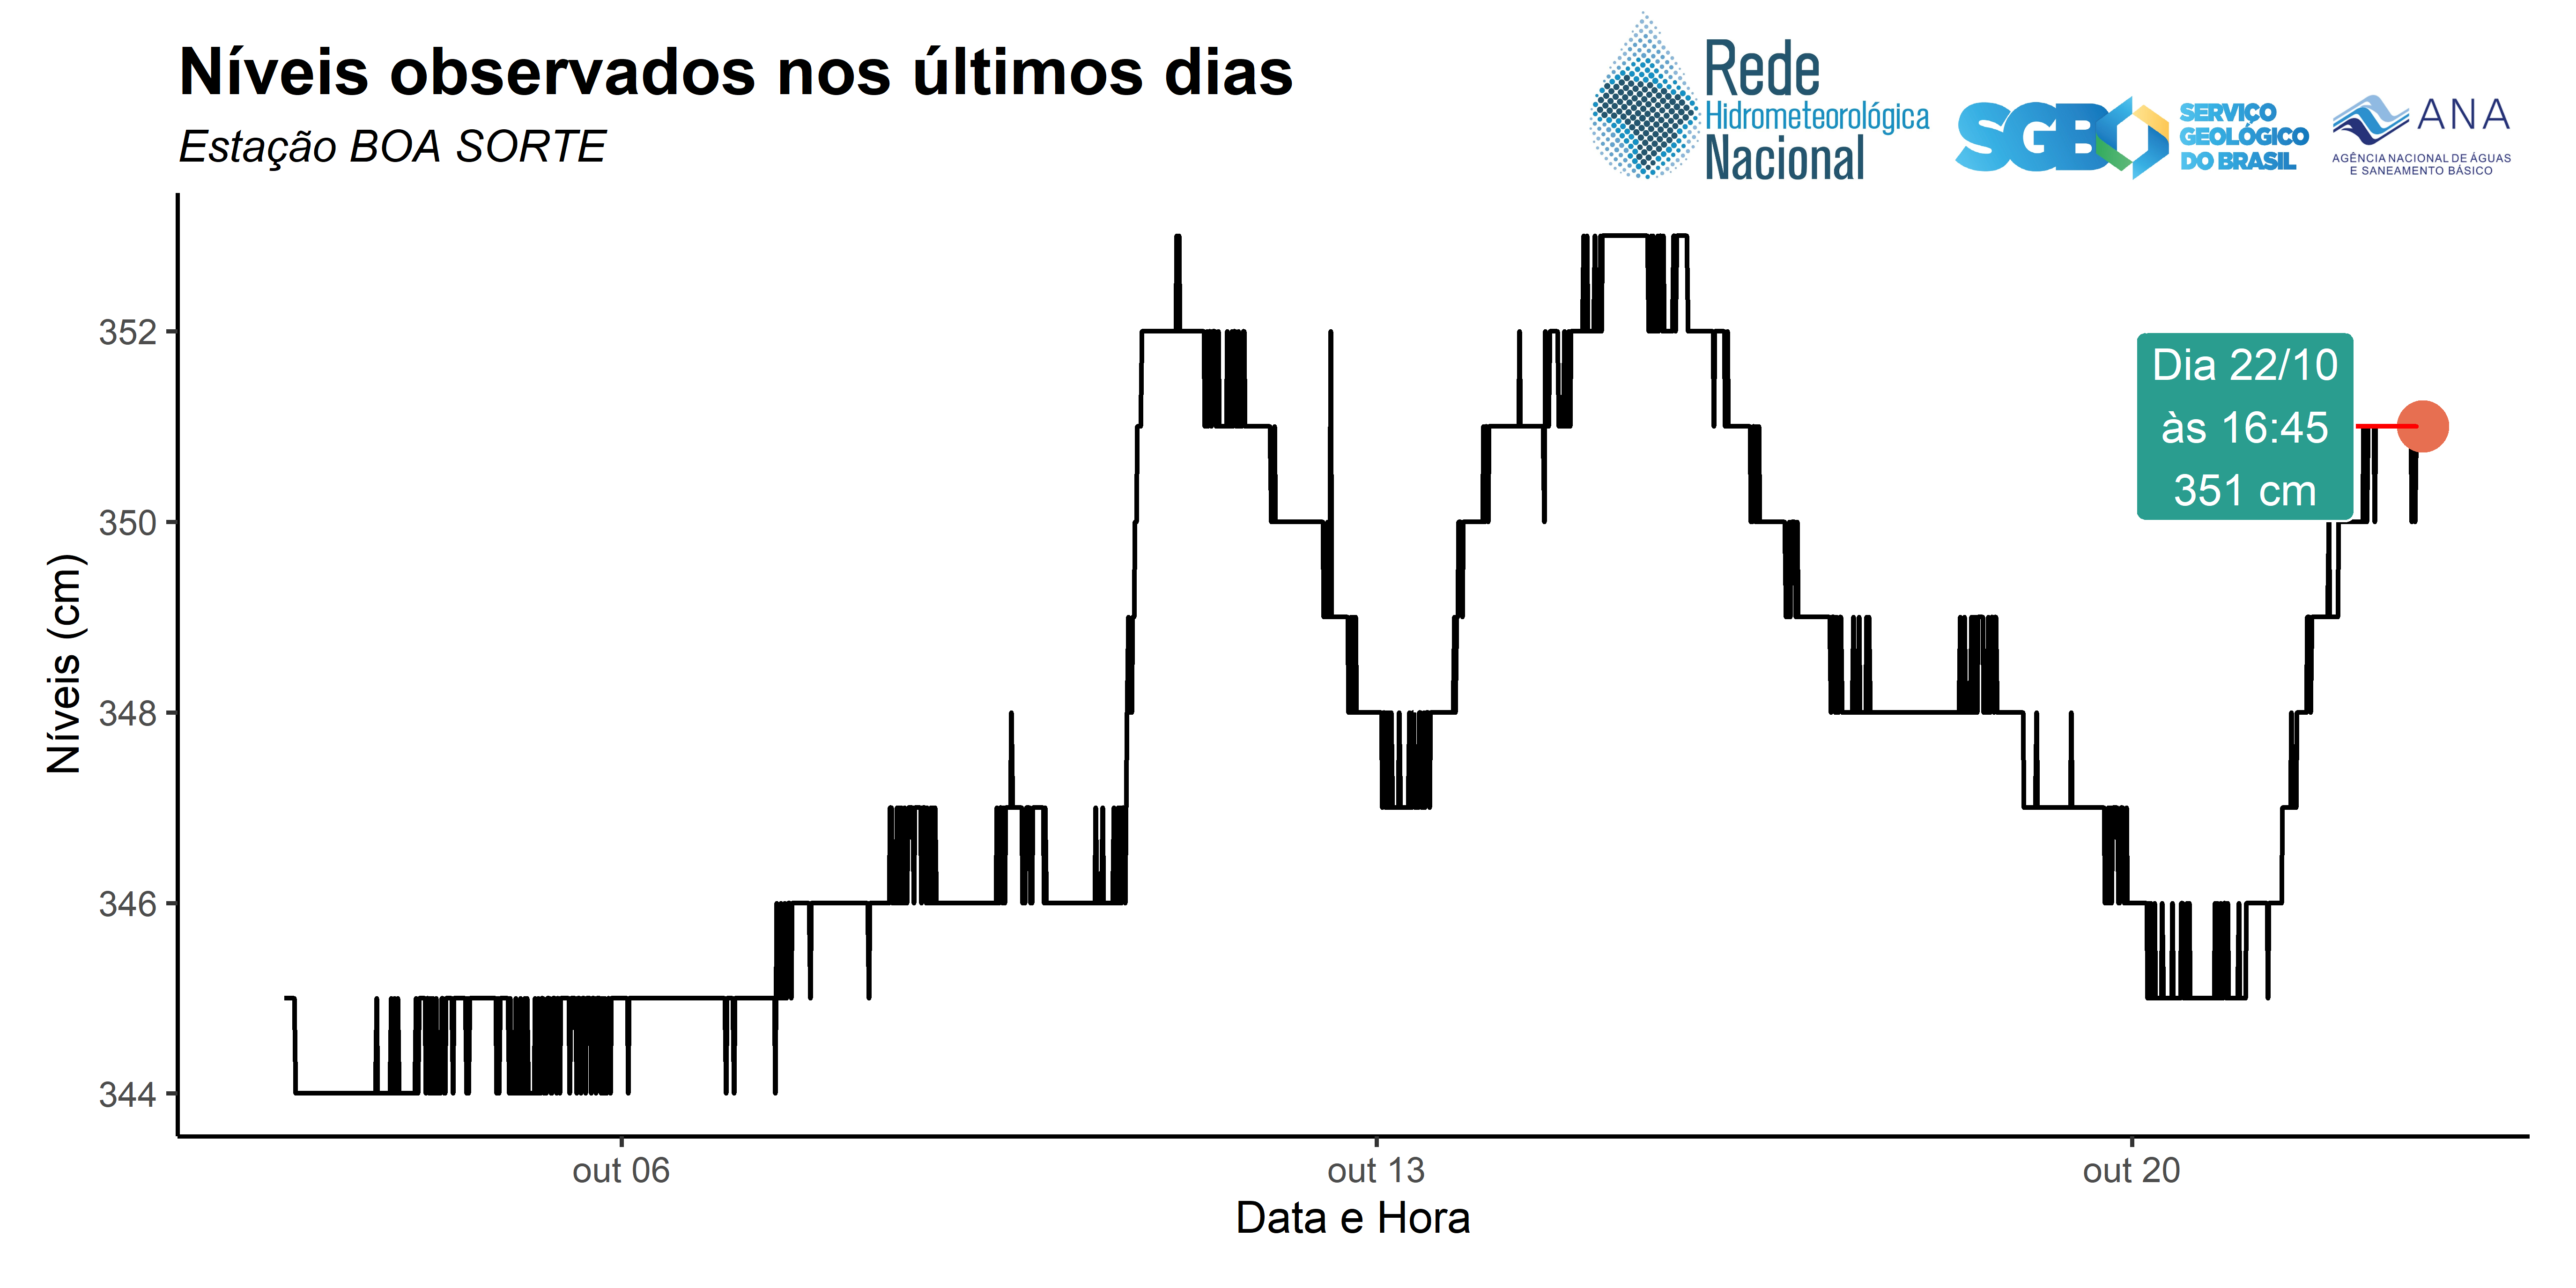 Níveis observados nos últimos dias
Estação BOA SORTE
Rede
Hidrometeorológica
Nacional
SGB
SERVIÇO
GEOLÓGICO
DO BRASIL
ANA
AGÊNCIA NACIONAL DE ÁGUAS
E SANEAMENTO BÁSICO
Níveis (cm)
352
350
348
346
344
Dia 22/10
às 16:45
351 cm
out 06
out 13
out 20
Data e Hora